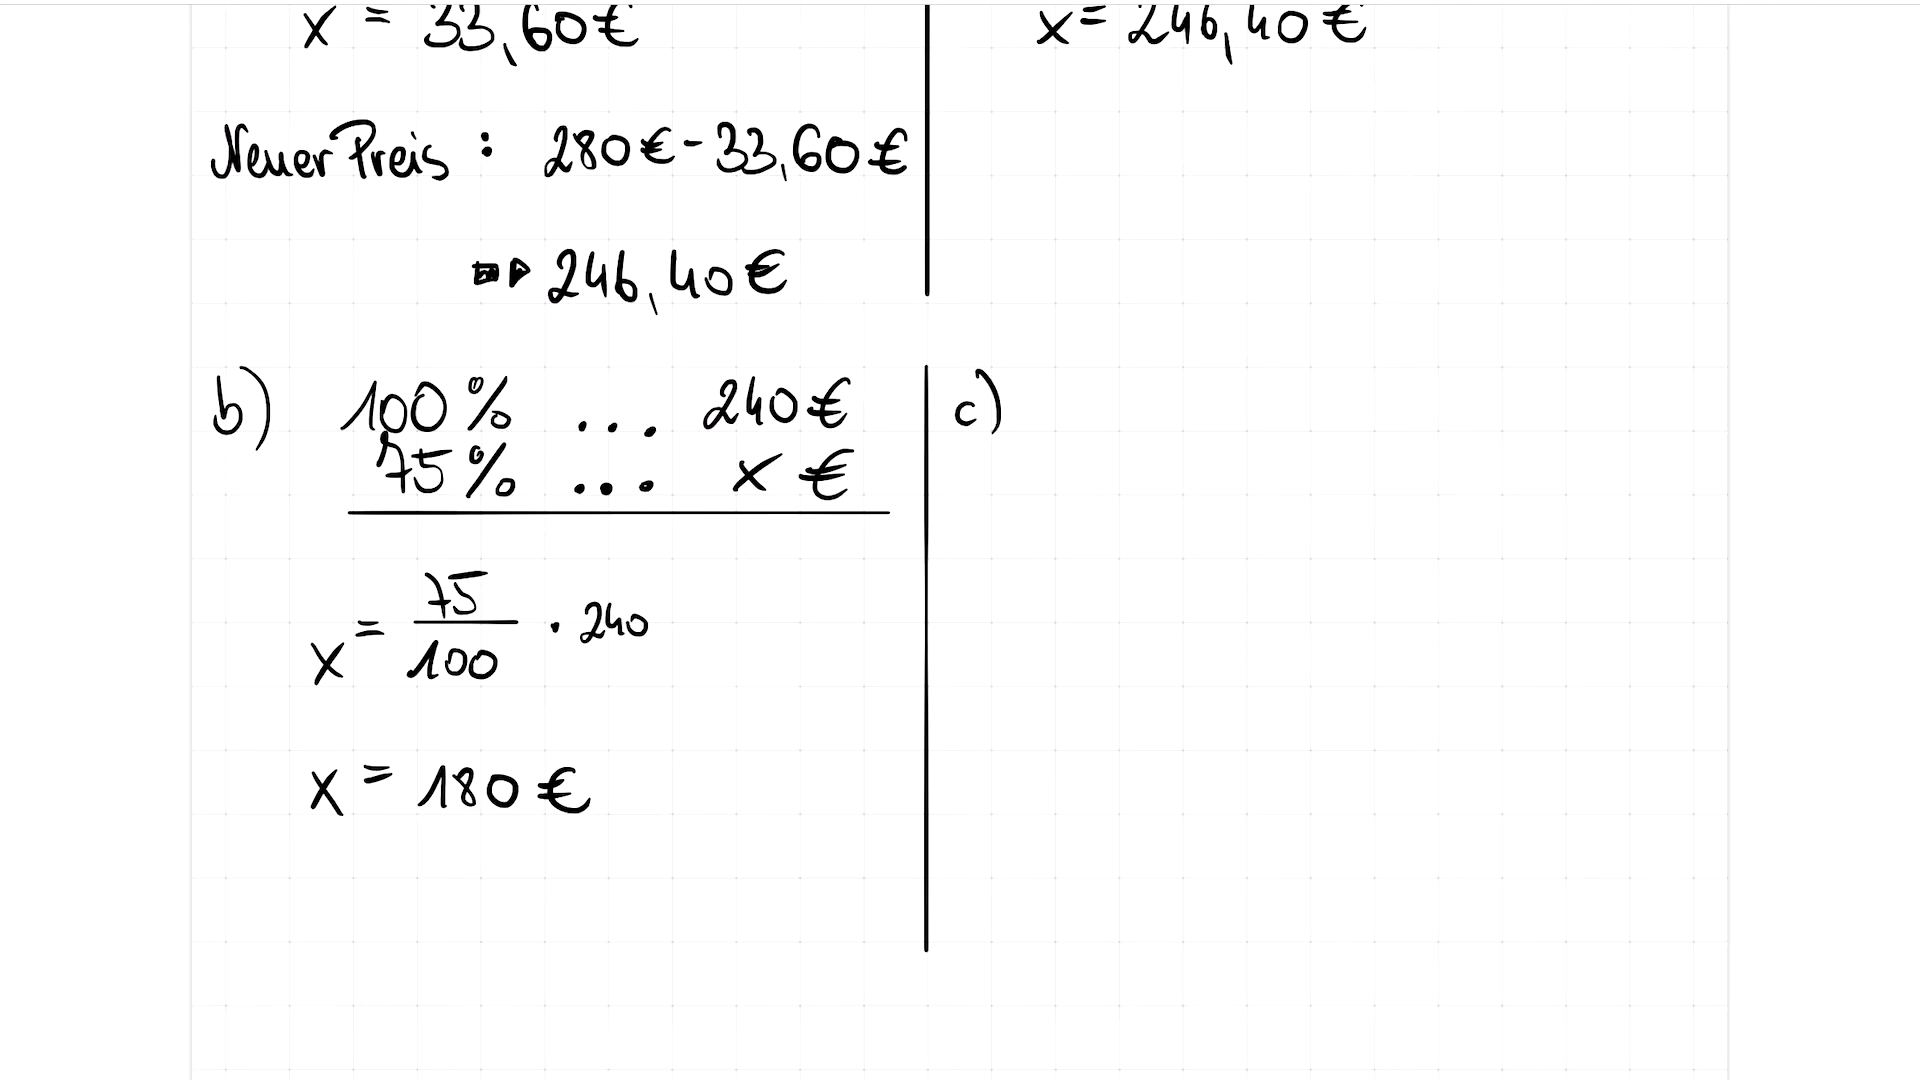 x = 33,60€
x = 246,40€
Neuer Preis : 280€ - 33,60€
⇒ 246,40€
b) 100% ... 240€
75% ... x €
x = 75/100 · 240
x = 180 €
c)